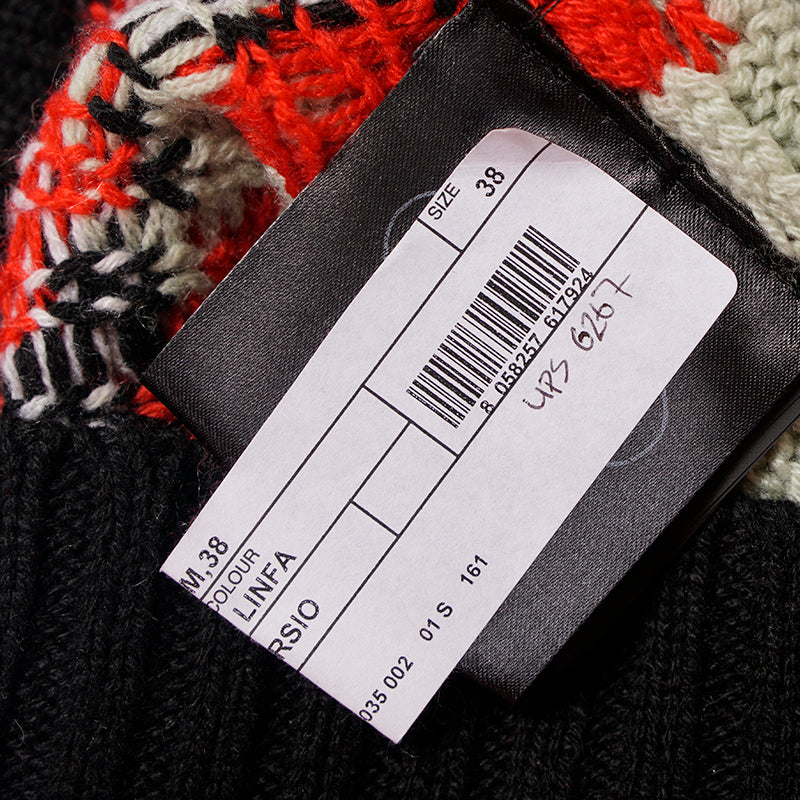 SIZE 38
8 058257 617924
UPS 6267
M,38
COLOUR
LINFA
RSIO
035 002 01 S 161